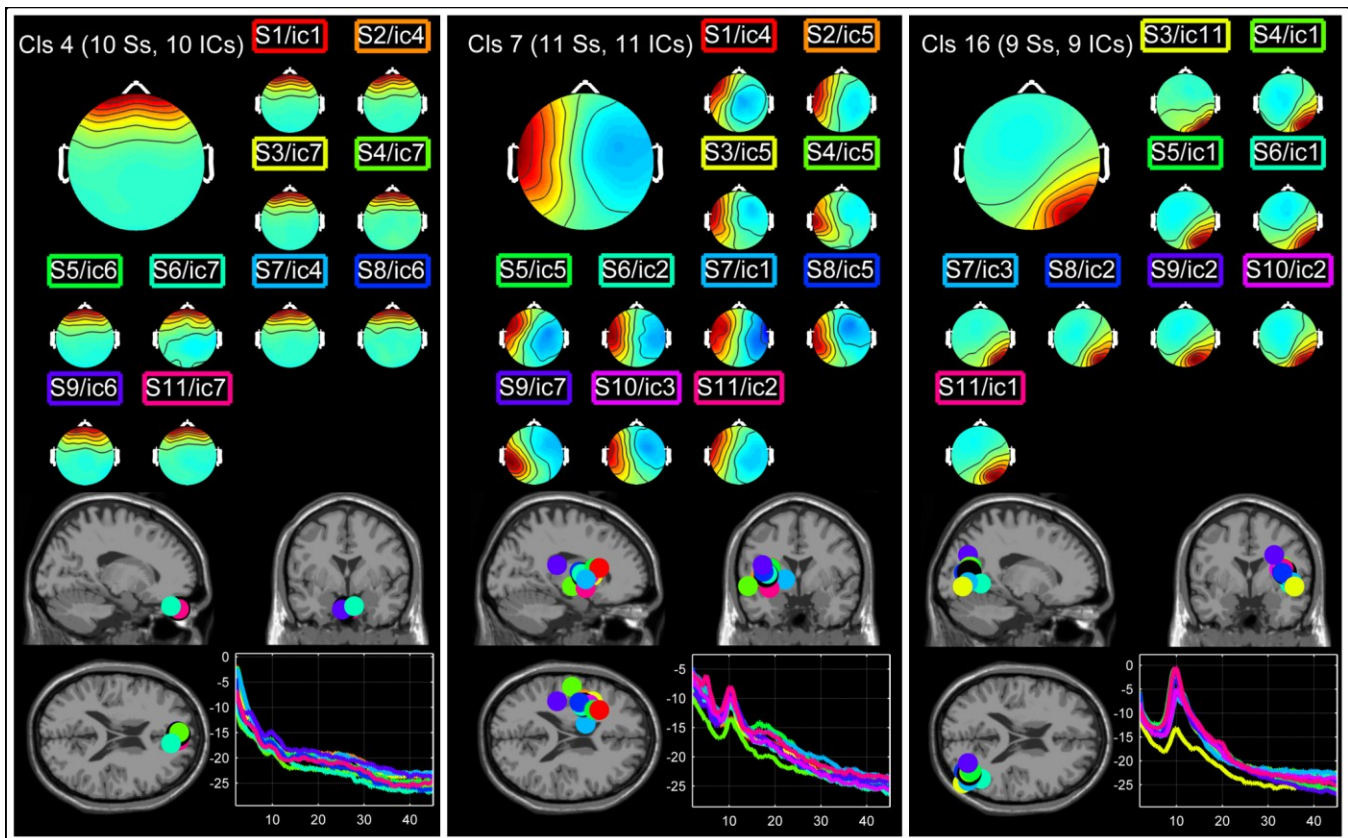 Cls 4 (10 Ss, 10 ICs)
S1/ic1 S2/ic4
S3/ic7 S4/ic7
S5/ic6 S6/ic7 S7/ic4 S8/ic6
S9/ic6 S11/ic7
0
-5
-10
-15
-20
-25
10 20 30 40
Cls 7 (11 Ss, 11 ICs)
S1/ic4 S2/ic5
S3/ic5 S4/ic5
S5/ic5 S6/ic2 S7/ic1 S8/ic5
S9/ic7 S10/ic3 S11/ic2
-5
-10
-15
-20
-25
10 20 30 40
Cls 16 (9 Ss, 9 ICs)
S3/ic11 S4/ic1
S5/ic1 S6/ic1
S7/ic3 S8/ic2 S9/ic2 S10/ic2
S11/ic1
0
-5
-10
-15
-20
-25
10 20 30 40